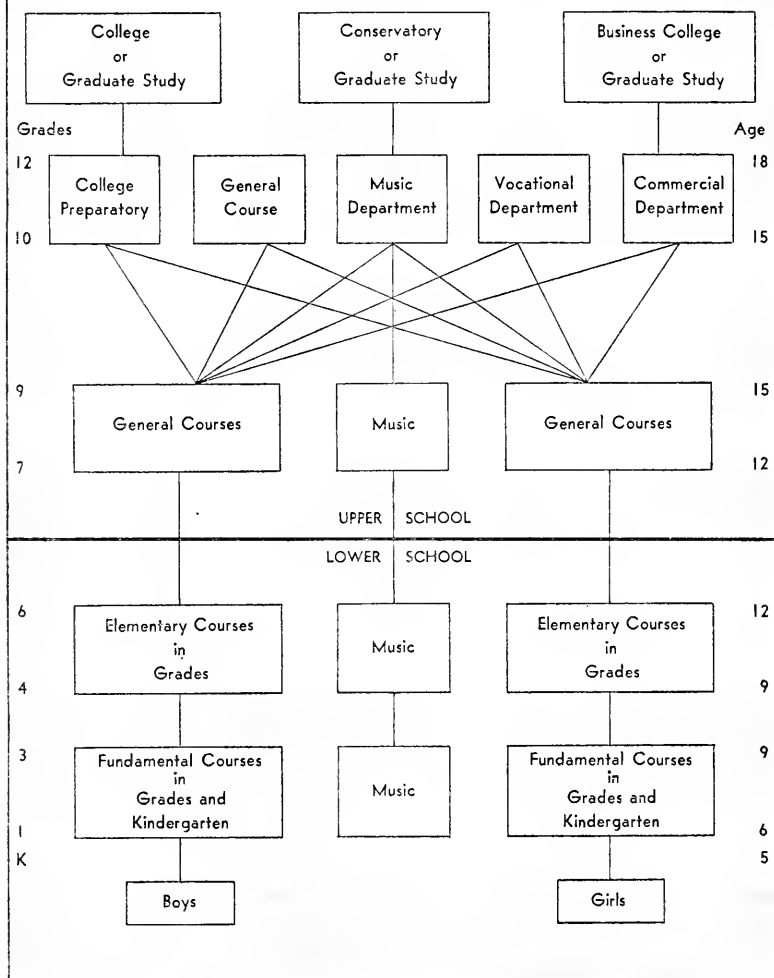 College
or
Graduate Study
Conservatory
or
Graduate Study
Business College
or
Graduate Study
Grades
Age
12
18
College
Preparatory
General
Course
Music
Department
Vocational
Department
Commercial
Department
10
15
9
15
General Courses
Music
General Courses
7
12
UPPER SCHOOL
LOWER SCHOOL
6
12
Elementary Courses
in
Grades
Music
Elementary Courses
in
Grades
4
9
3
9
Fundamental Courses
in
Grades and
Kindergarten
Music
Fundamental Courses
in
Grades and
Kindergarten
1
6
K
5
Boys
Girls